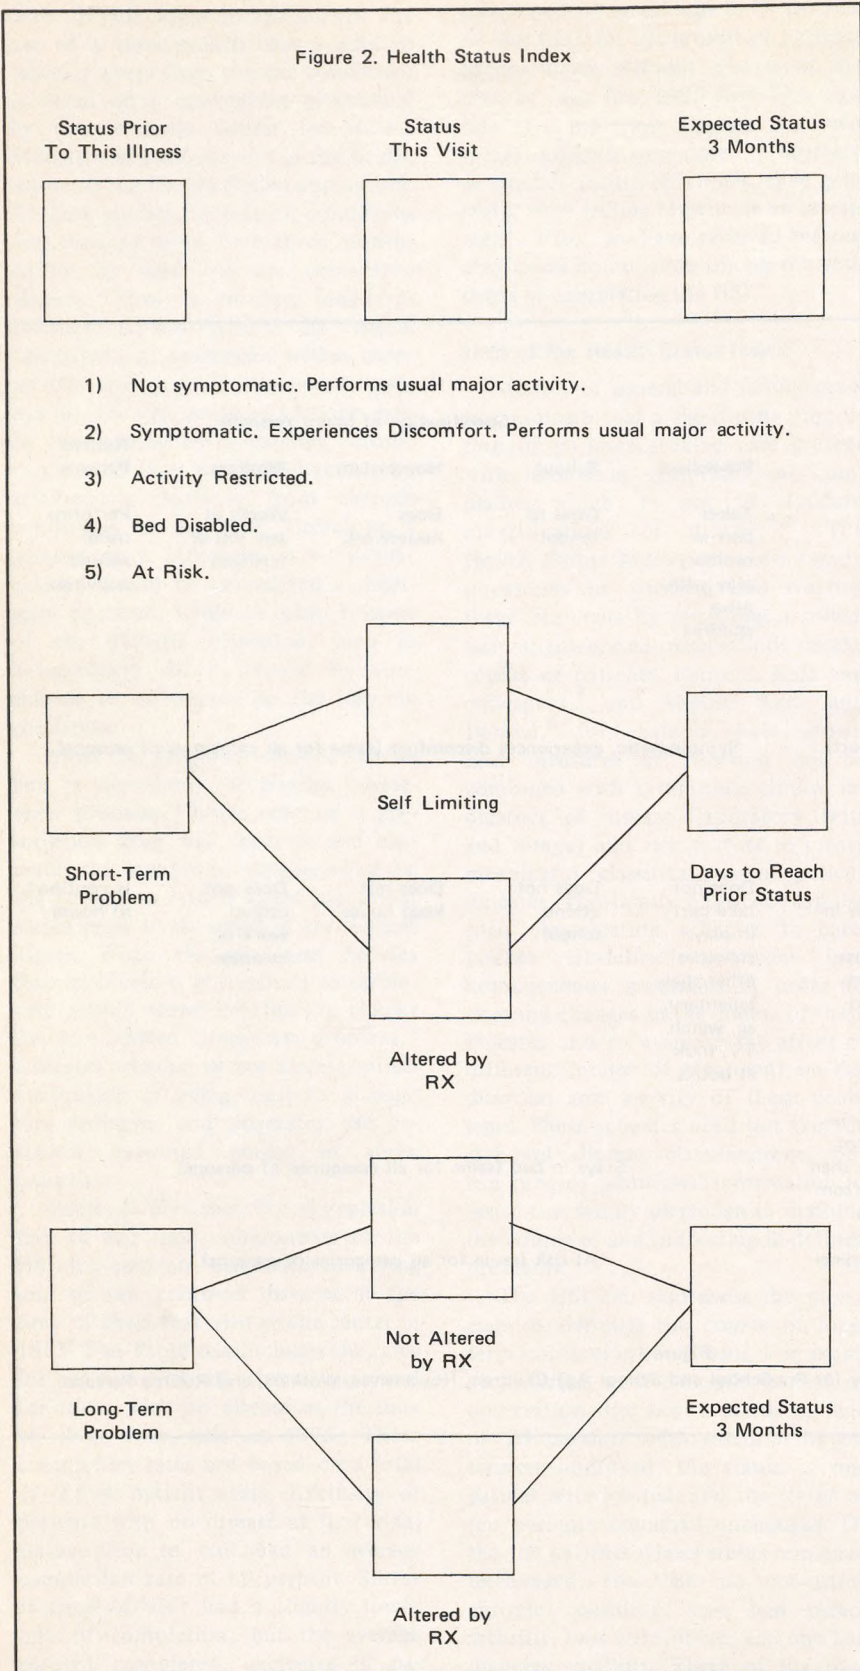 Figure 2. Health Status Index
Status Prior
To This Illness
Status
This Visit
Expected Status
3 Months
1) Not symptomatic. Performs usual major activity.
2) Symptomatic. Experiences Discomfort. Performs usual major activity.
3) Activity Restricted.
4) Bed Disabled.
5) At Risk.
Self Limiting
Short-Term
Problem
Days to Reach
Prior Status
Altered by
RX
Not Altered
by RX
Long-Term
Problem
Expected Status
3 Months
Altered by
RX